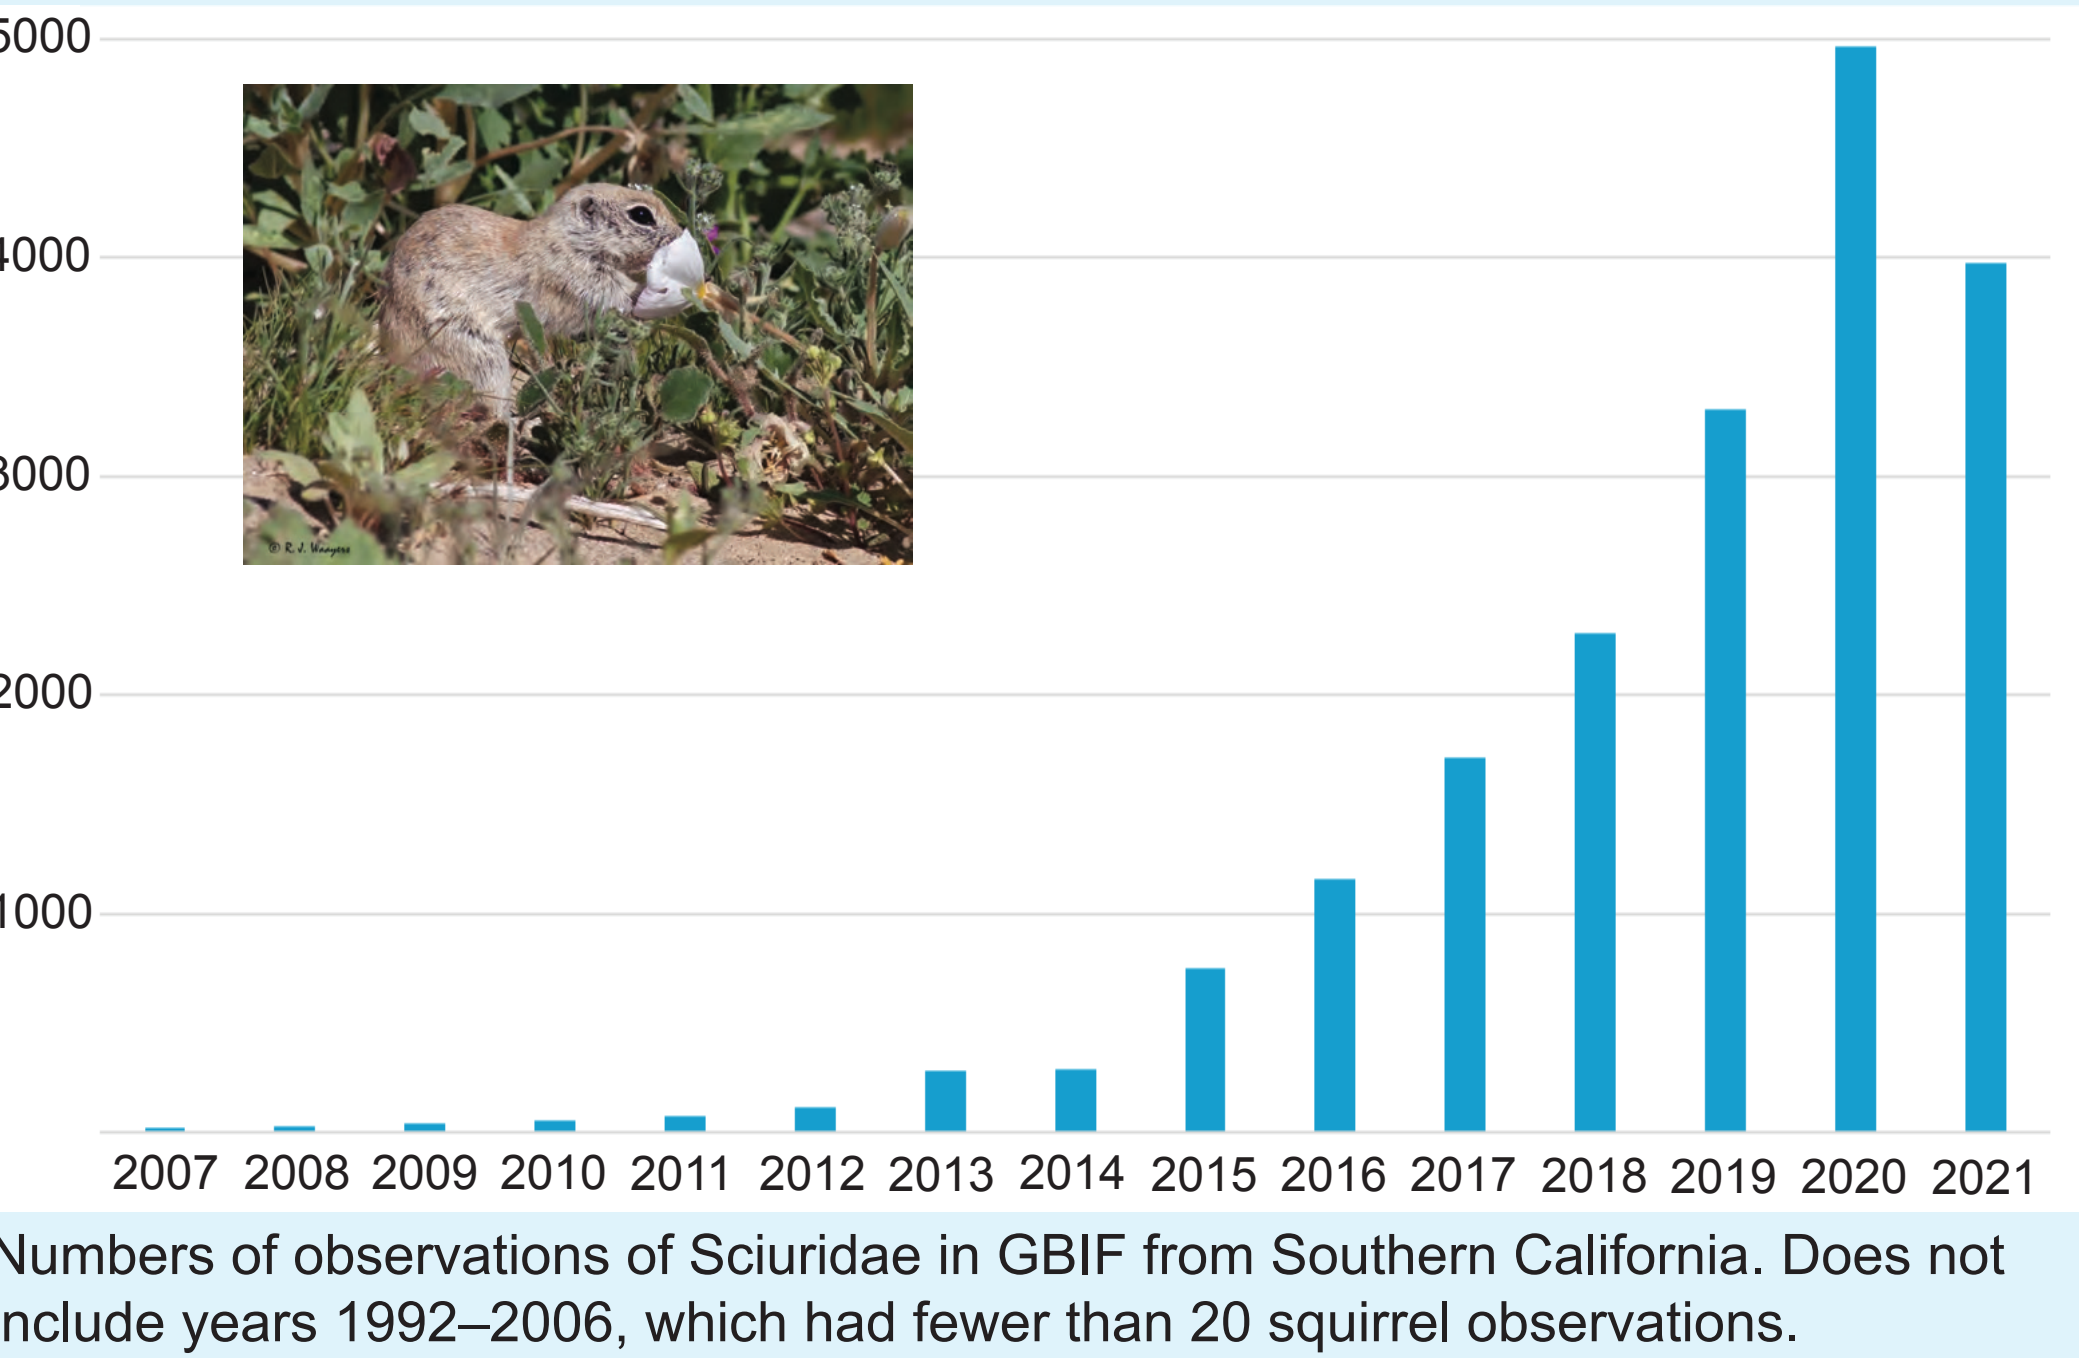 5000
4000
© R. J. Waayers
3000
2000
1000
2007 2008 2009 2010 2011 2012 2013 2014 2015 2016 2017 2018 2019 2020 2021
Numbers of observations of Sciuridae in GBIF from Southern California. Does not
include years 1992–2006, which had fewer than 20 squirrel observations.